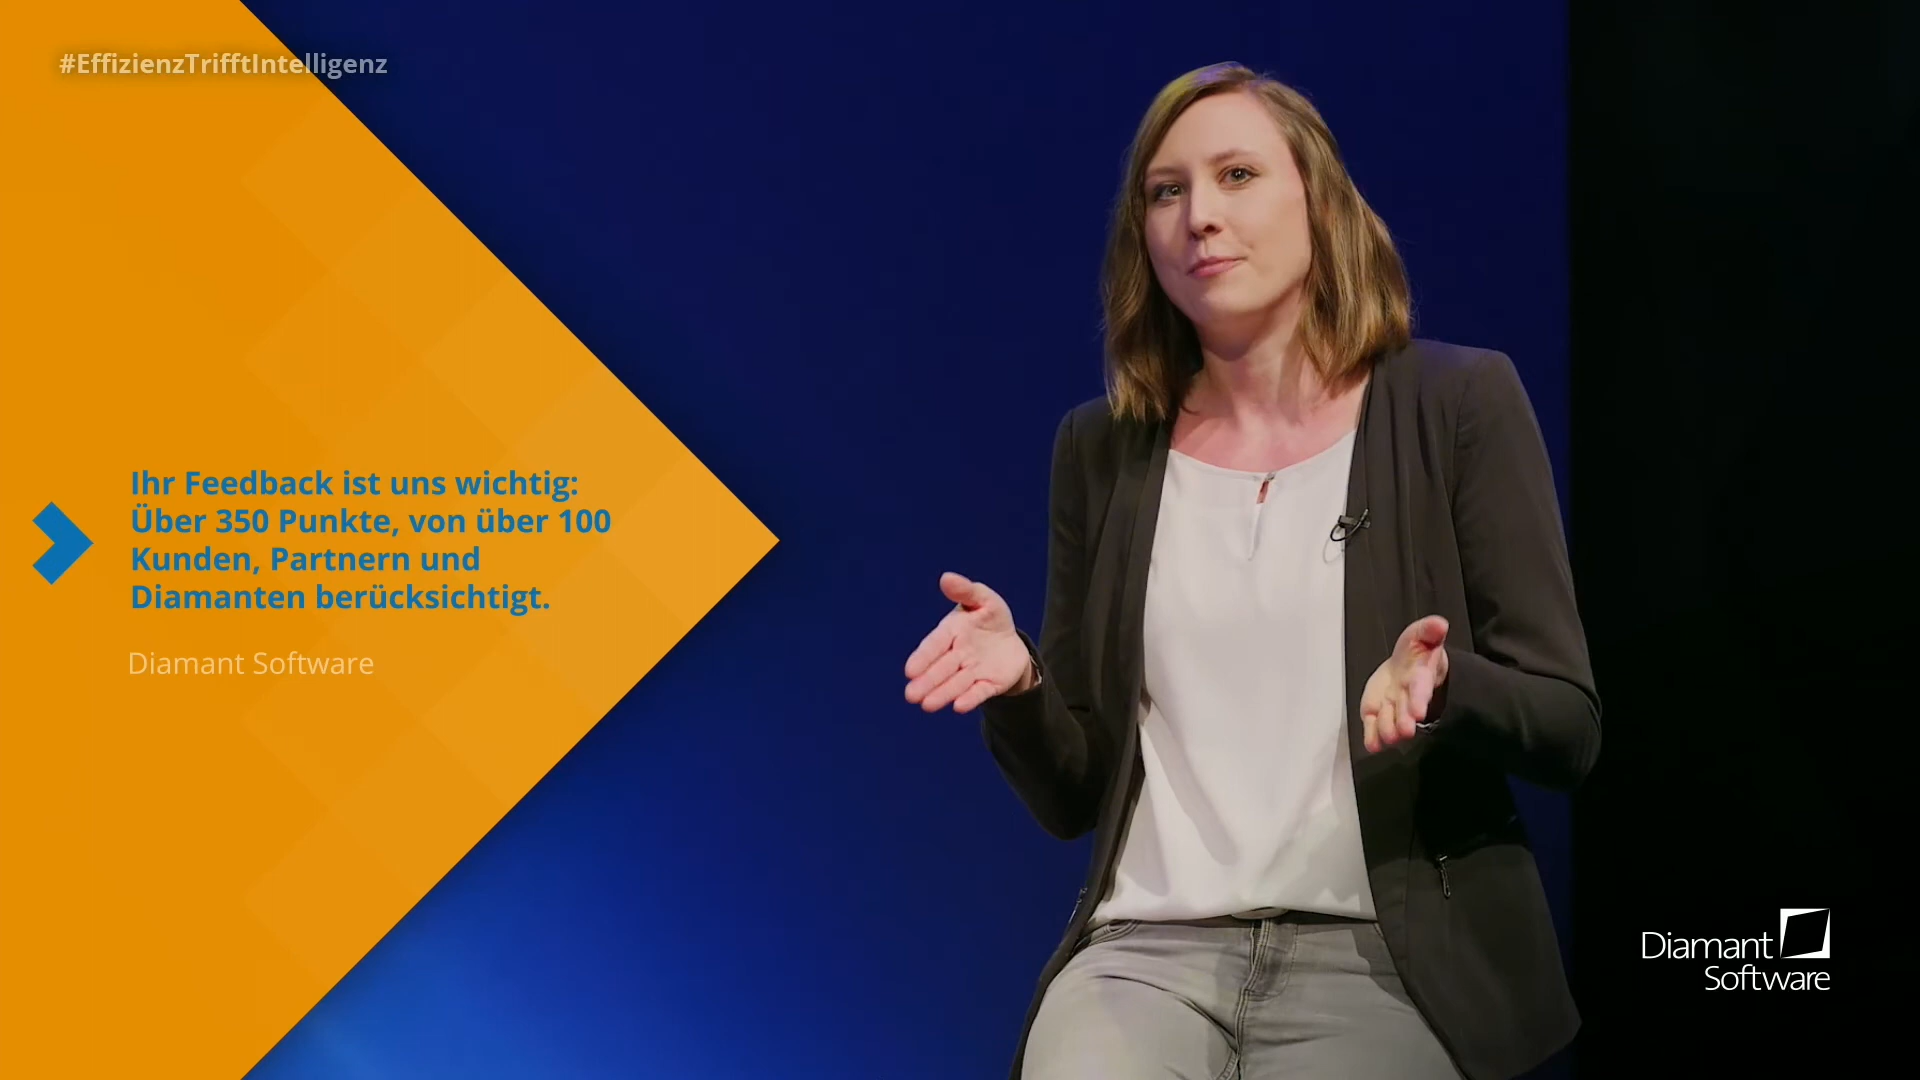 #EffizienzTrifftIntelligenz
Ihr Feedback ist uns wichtig:
Über 350 Punkte, von über 100
Kunden, Partnern und
Diamanten berücksichtigt.
Diamant Software
Diamant
Software